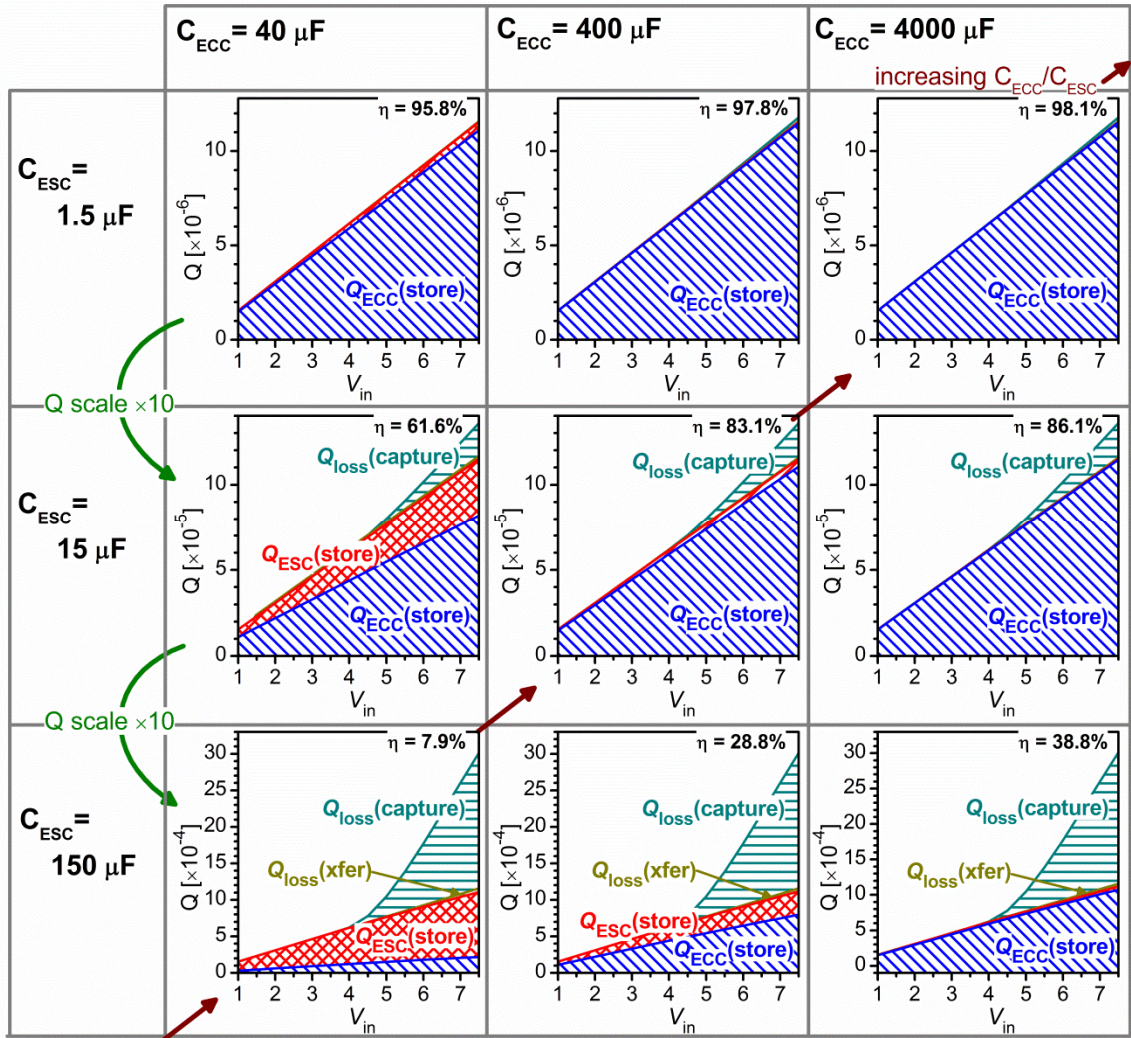 C_ECC= 40 μF
C_ECC= 400 μF
C_ECC= 4000 μF
increasing C_ECC/C_ESC
C_ESC=
1.5 μF
η = 95.8%
10
5
0
Q [×10⁻⁶]
Q_ECC(store)
1 2 3 4 5 6 7
V_in
η = 97.8%
10
5
0
Q [×10⁻⁶]
Q_ECC(store)
1 2 3 4 5 6 7
V_in
η = 98.1%
10
5
0
Q [×10⁻⁶]
Q_ECC(store)
1 2 3 4 5 6 7
V_in
Q scale ×10
C_ESC=
15 μF
η = 61.6%
Q_loss(capture)
10
5
0
Q [×10⁻⁵]
Q_ESC(store)
Q_ECC(store)
1 2 3 4 5 6 7
V_in
η = 83.1%
Q_loss(capture)
10
5
0
Q [×10⁻⁵]
Q_ECC(store)
1 2 3 4 5 6 7
V_in
η = 86.1%
Q_loss(capture)
10
5
0
Q [×10⁻⁵]
Q_ECC(store)
1 2 3 4 5 6 7
V_in
Q scale ×10
C_ESC=
150 μF
η = 7.9%
30
25
20
15
10
5
0
Q [×10⁻⁴]
Q_loss(capture)
Q_loss(xfer)
Q_ESC(store)
Q_ECC(store)
1 2 3 4 5 6 7
V_in
η = 28.8%
30
25
20
15
10
5
0
Q [×10⁻⁴]
Q_loss(capture)
Q_loss(xfer)
Q_ESC(store)
Q_ECC(store)
1 2 3 4 5 6 7
V_in
η = 38.8%
30
25
20
15
10
5
0
Q [×10⁻⁴]
Q_loss(capture)
Q_loss(xfer)
Q_ECC(store)
1 2 3 4 5 6 7
V_in